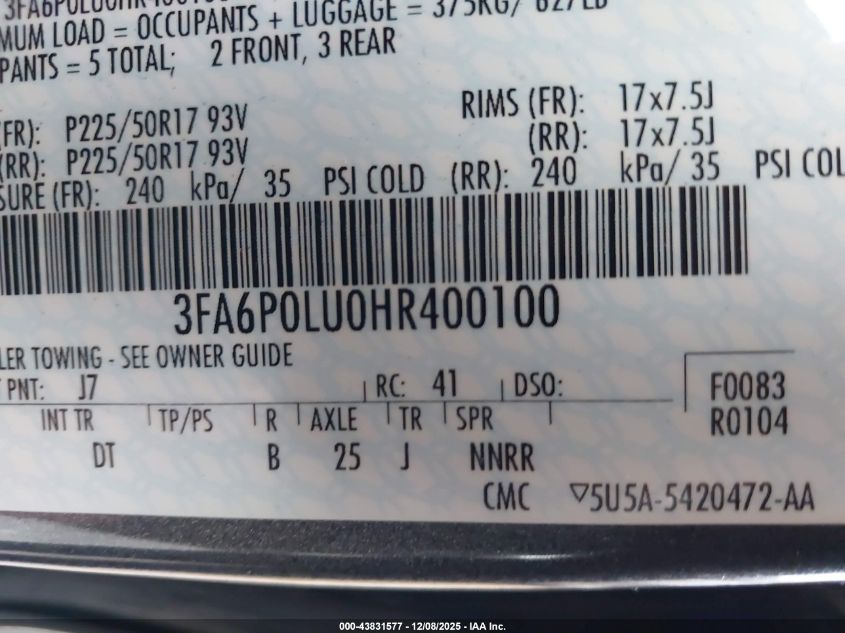 MUM LOAD = OCCUPANTS + LUGGAGE = 375KG/ 827LB
PANTS = 5 TOTAL; 2 FRONT, 3 REAR
(FR): P225/50R17 93V RIMS (FR): 17x7.5J
(RR): P225/50R17 93V (RR): 17x7.5J
SURE (FR): 240 kPa/ 35 PSI COLD (RR): 240 kPa/ 35 PSI COL
3FA6P0LU0HR400100
LER TOWING - SEE OWNER GUIDE
PNT: J7 RC: 41 DSO: F0083
INT TR TP/PS R AXLE TR SPR R0104
DT B 25 J NNRR
CMC ▽5U5A-5420472-AA
000-43831577 - 12/08/2025 - IAA Inc.